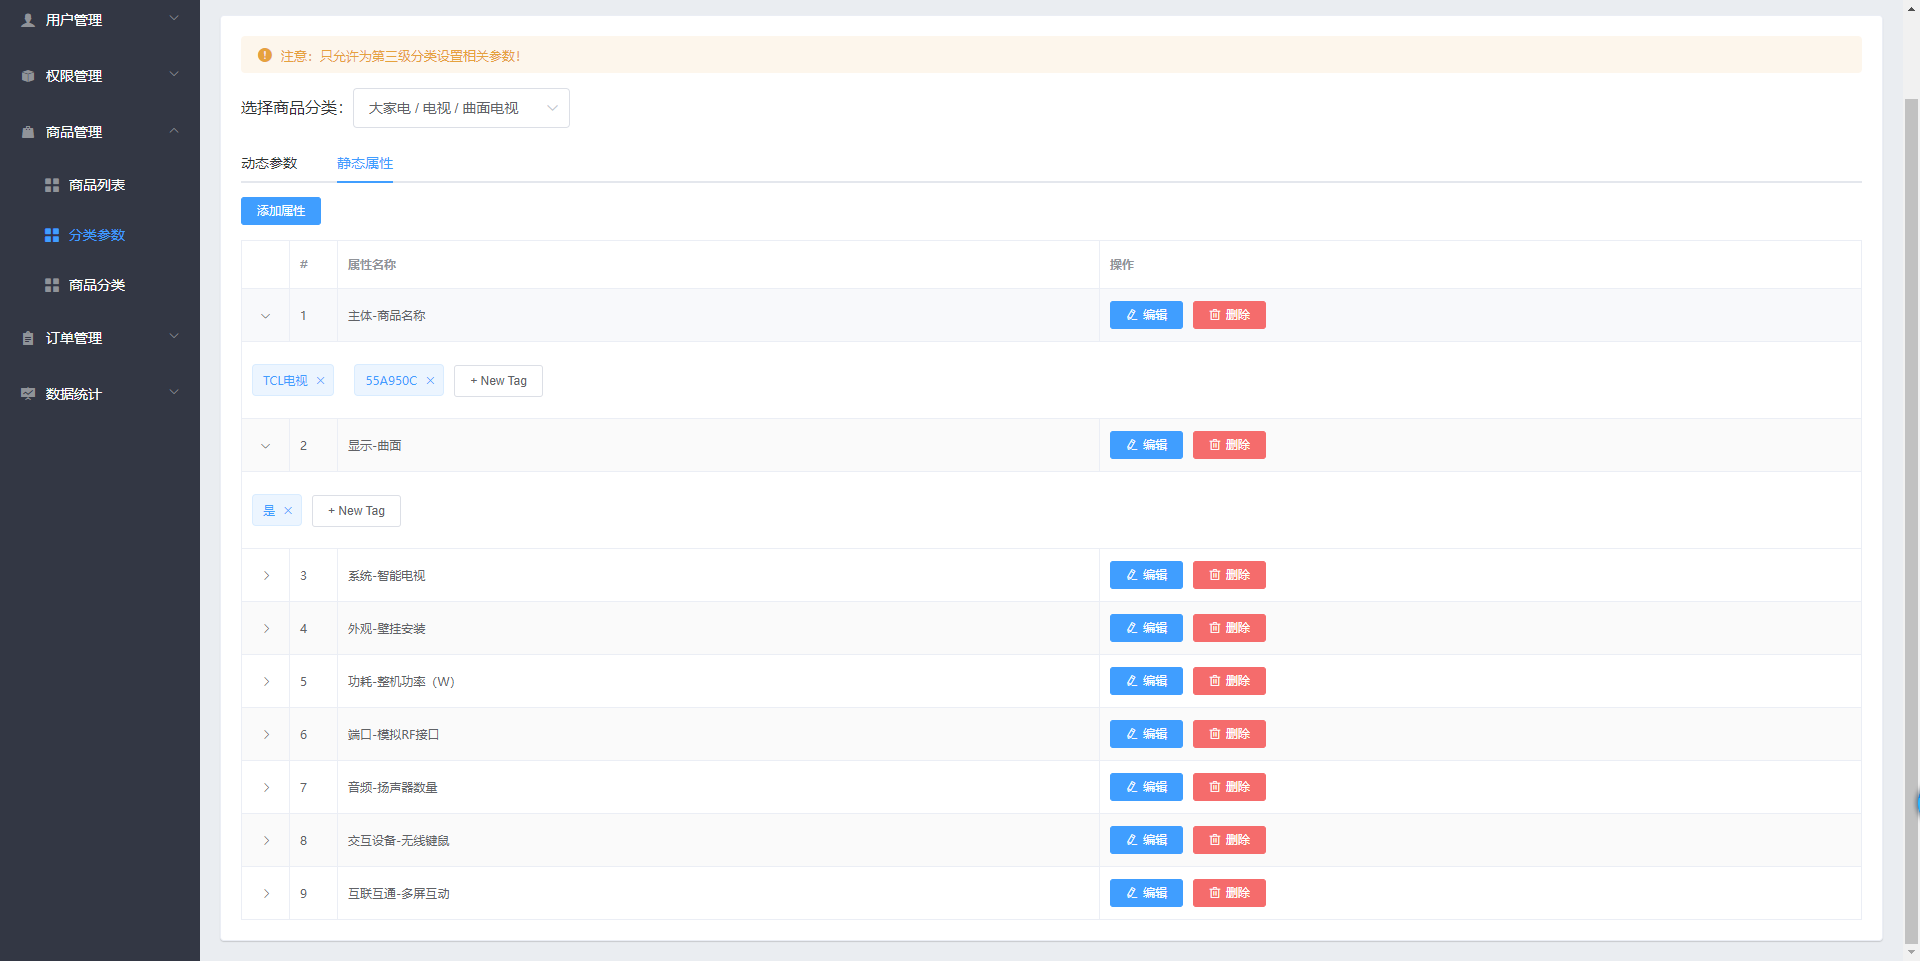 用户管理
权限管理
商品管理
商品列表
分类参数
商品分类
订单管理
数据统计
注意：只允许为第三级分类设置相关参数！
选择商品分类： 大家电 / 电视 / 曲面电视
动态参数 静态属性
添加属性
# 属性名称 操作
1 主体-商品名称 编辑 删除
TCL电视 55A950C + New Tag
2 显示-曲面 编辑 删除
是 + New Tag
3 系统-智能电视 编辑 删除
4 外观-壁挂安装 编辑 删除
5 功耗-整机功率（W） 编辑 删除
6 端口-模拟RF接口 编辑 删除
7 音频-扬声器数量 编辑 删除
8 交互设备-无线键鼠 编辑 删除
9 互联互通-多屏互动 编辑 删除